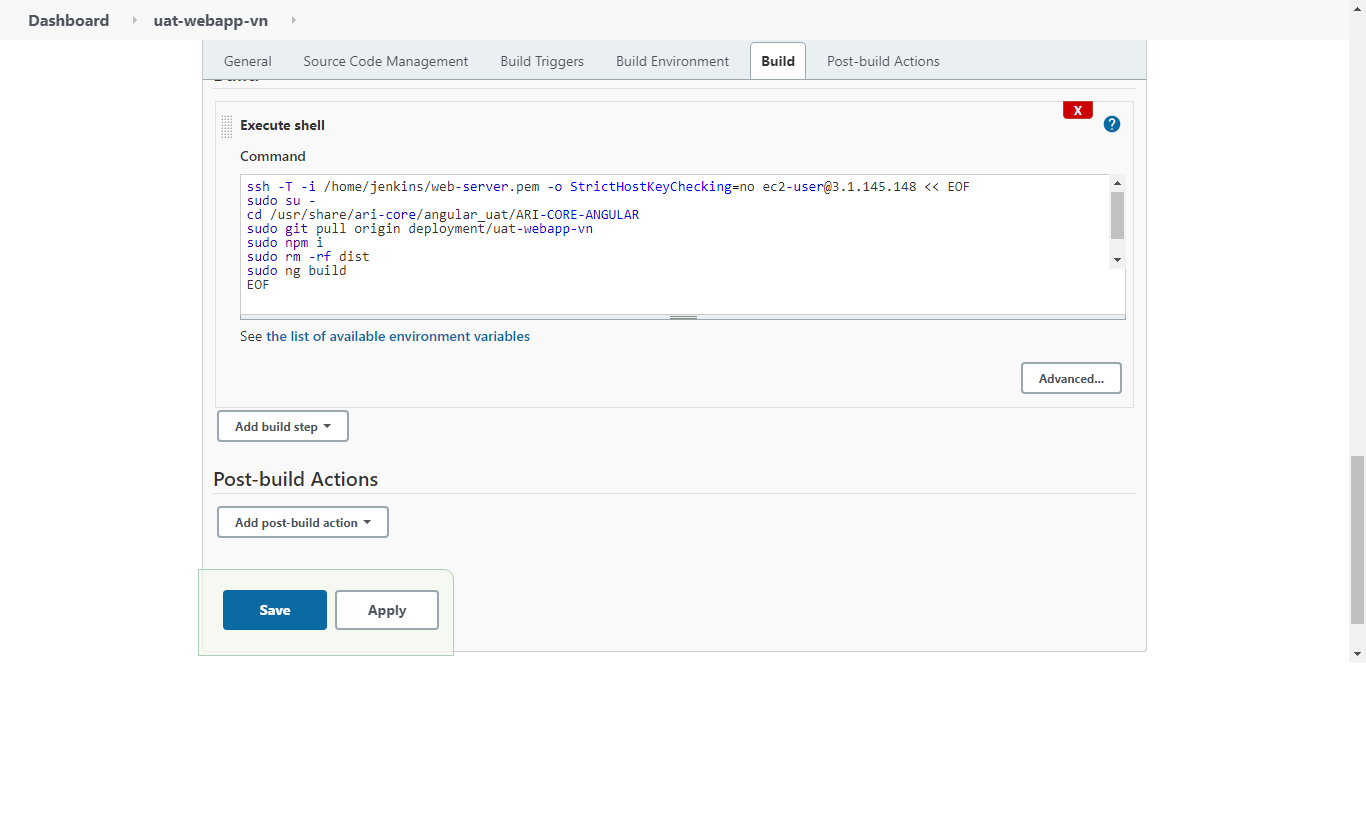 Dashboard
uat-webapp-vn
General
Source Code Management
Build Triggers
Build Environment
Build
Post-build Actions
Build
X
Execute shell
?
Command
ssh -T -i /home/jenkins/web-server.pem -o StrictHostKeyChecking=no ec2-user@3.1.145.148 << EOF
sudo su -
cd /usr/share/ari-core/angular_uat/ARI-CORE-ANGULAR
sudo git pull origin deployment/uat-webapp-vn
sudo npm i
sudo rm -rf dist
sudo ng build
EOF
See the list of available environment variables
Advanced...
Add build step
Post-build Actions
Add post-build action
Save
Apply